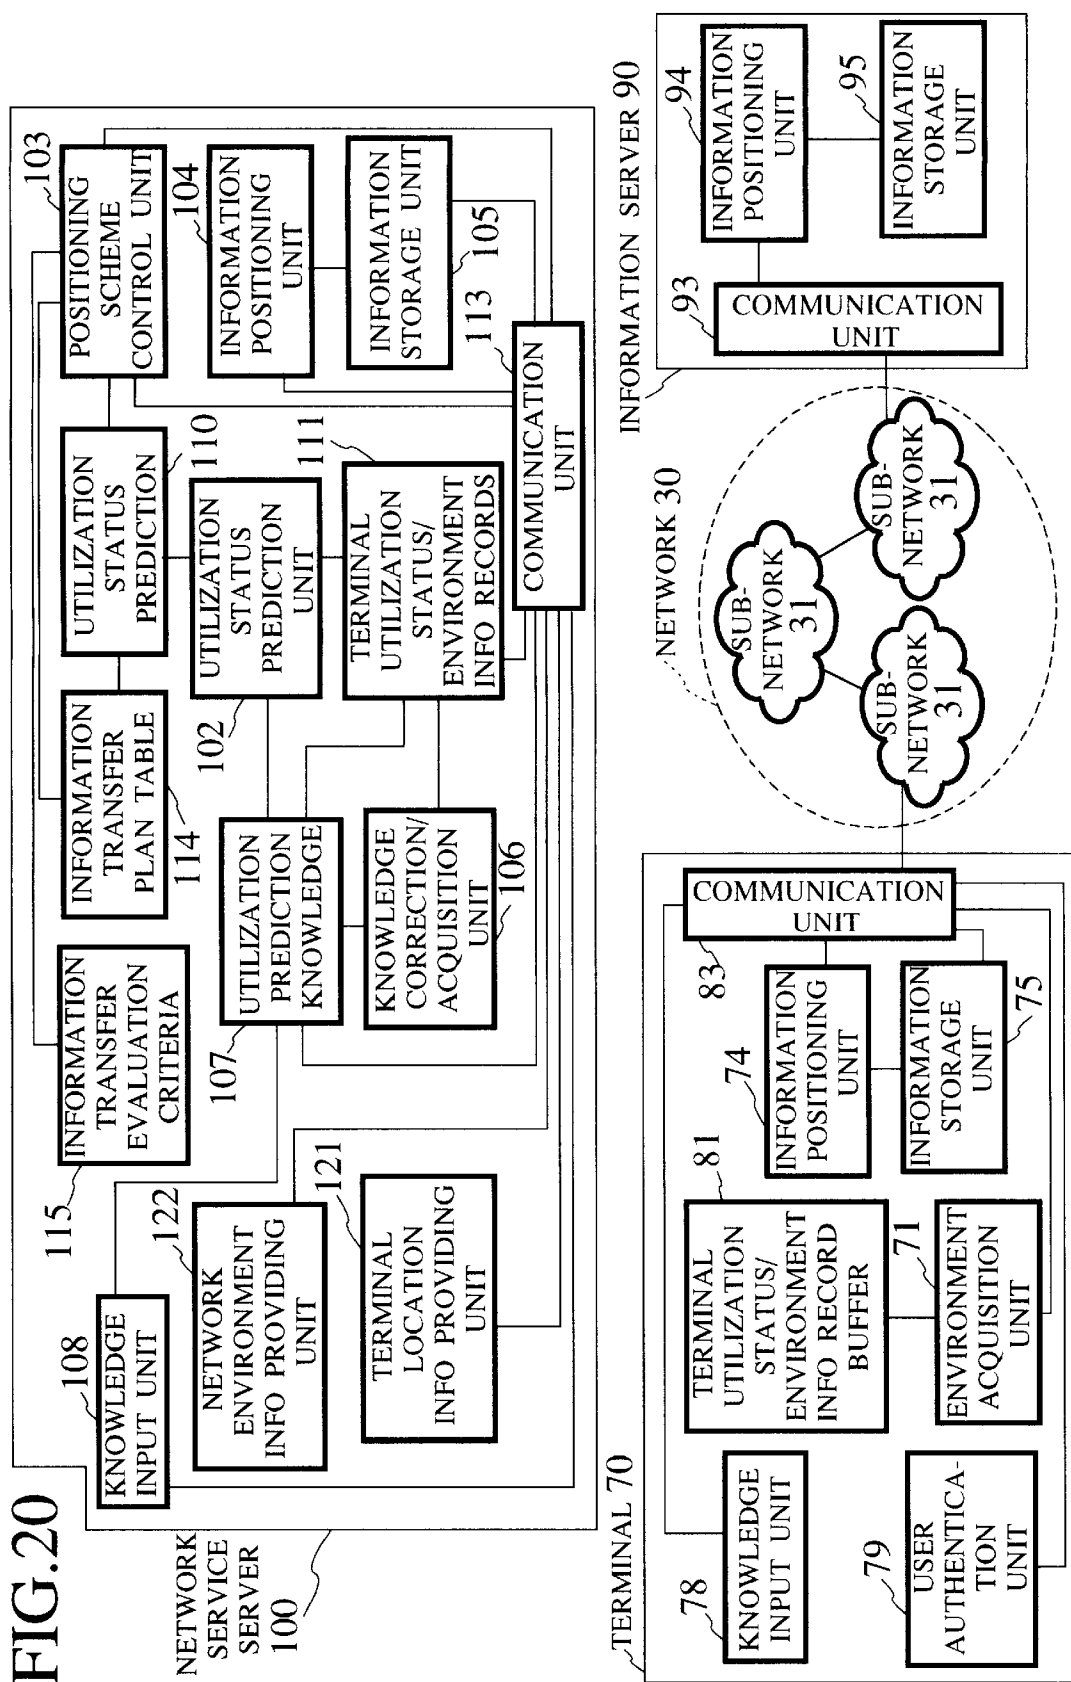 FIG.20
NETWORK
SERVICE
SERVER
100
108
KNOWLEDGE
INPUT UNIT
115
INFORMATION
TRANSFER
EVALUATION
CRITERIA
INFORMATION
TRANSFER
PLAN TABLE
114
UTILIZATION
STATUS
PREDICTION
110
103
POSITIONING
SCHEME
CONTROL UNIT
122
NETWORK
ENVIRONMENT
INFO PROVIDING
UNIT
107
UTILIZATION
PREDICTION
KNOWLEDGE
102
UTILIZATION
STATUS
PREDICTION
UNIT
104
INFORMATION
POSITIONING
UNIT
121
TERMINAL
LOCATION
INFO PROVIDING
UNIT
KNOWLEDGE
CORRECTION/
ACQUISITION
UNIT
106
111
TERMINAL
UTILIZATION
STATUS/
ENVIRONMENT
INFO RECORDS
INFORMATION
STORAGE UNIT
105
113
COMMUNICATION
UNIT
TERMINAL 70
78
KNOWLEDGE
INPUT UNIT
79
USER
AUTHENTICA-
TION
UNIT
81
TERMINAL
UTILIZATION
STATUS/
ENVIRONMENT
INFO RECORD
BUFFER
71
ENVIRONMENT
ACQUISITION
UNIT
74
INFORMATION
POSITIONING
UNIT
INFORMATION
STORAGE
UNIT
75
83
COMMUNICATION
UNIT
NETWORK 30
SUB-
NETWORK
31
SUB-
NETWORK
31
SUB-
NETWORK
31
INFORMATION SERVER 90
93
COMMUNICATION
UNIT
94
INFORMATION
POSITIONING
UNIT
95
INFORMATION
STORAGE
UNIT